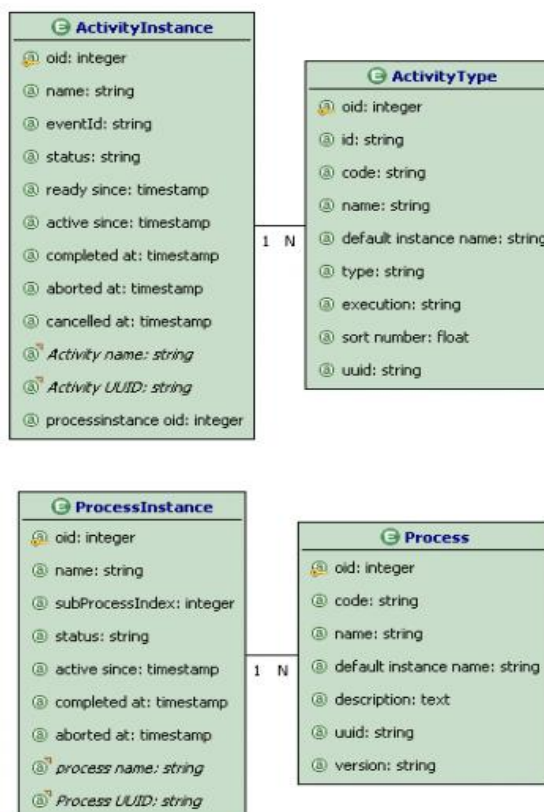 ActivityInstance
oid: integer
name: string
eventId: string
status: string
ready since: timestamp
active since: timestamp
completed at: timestamp
aborted at: timestamp
cancelled at: timestamp
Activity name: string
Activity UUID: string
processinstance oid: integer
1 N
ActivityType
oid: integer
id: string
code: string
name: string
default instance name: string
type: string
execution: string
sort number: float
uuid: string
ProcessInstance
oid: integer
name: string
subProcessIndex: integer
status: string
active since: timestamp
completed at: timestamp
aborted at: timestamp
process name: string
Process UUID: string
1 N
Process
oid: integer
code: string
name: string
default instance name: string
description: text
uuid: string
version: string